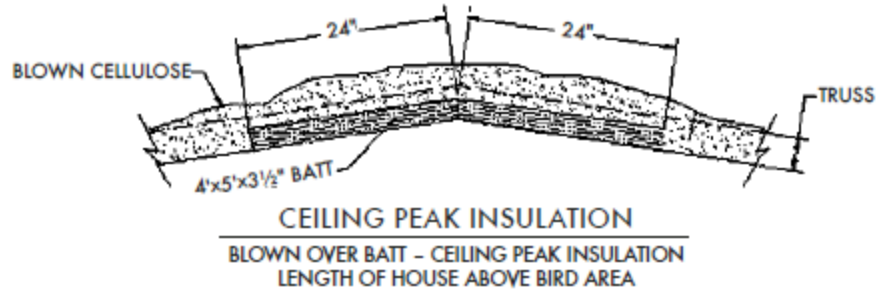 24"
24"
BLOWN CELLULOSE
TRUSS
4'x5'x3½" BATT
CEILING PEAK INSULATION
BLOWN OVER BATT – CEILING PEAK INSULATION
LENGTH OF HOUSE ABOVE BIRD AREA